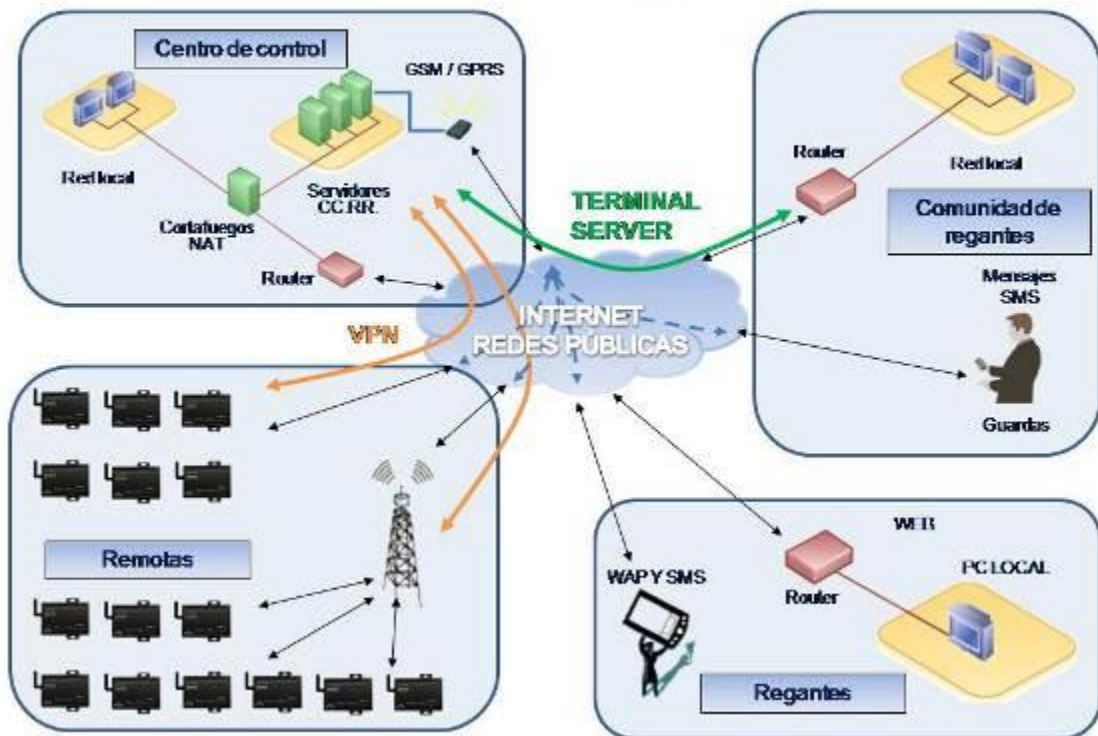 Centro de control
GSM / GPRS
Red local
Servidores
CC.RR.
Cortafuegos
NAT
Router
TERMINAL
SERVER
Router
Red local
Comunidad de
regantes
Mensajes
SMS
Guardas
VPN
INTERNET
REDES PÚBLICAS
Remotas
WEB
WAP Y SMS
Router
PC LOCAL
Regantes